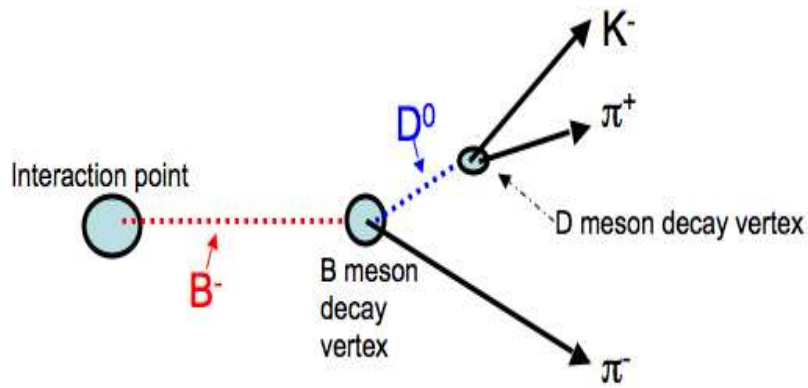 K⁻
π⁺
D⁰
Interaction point
D meson decay vertex
B⁻
B meson
decay
vertex
π⁻